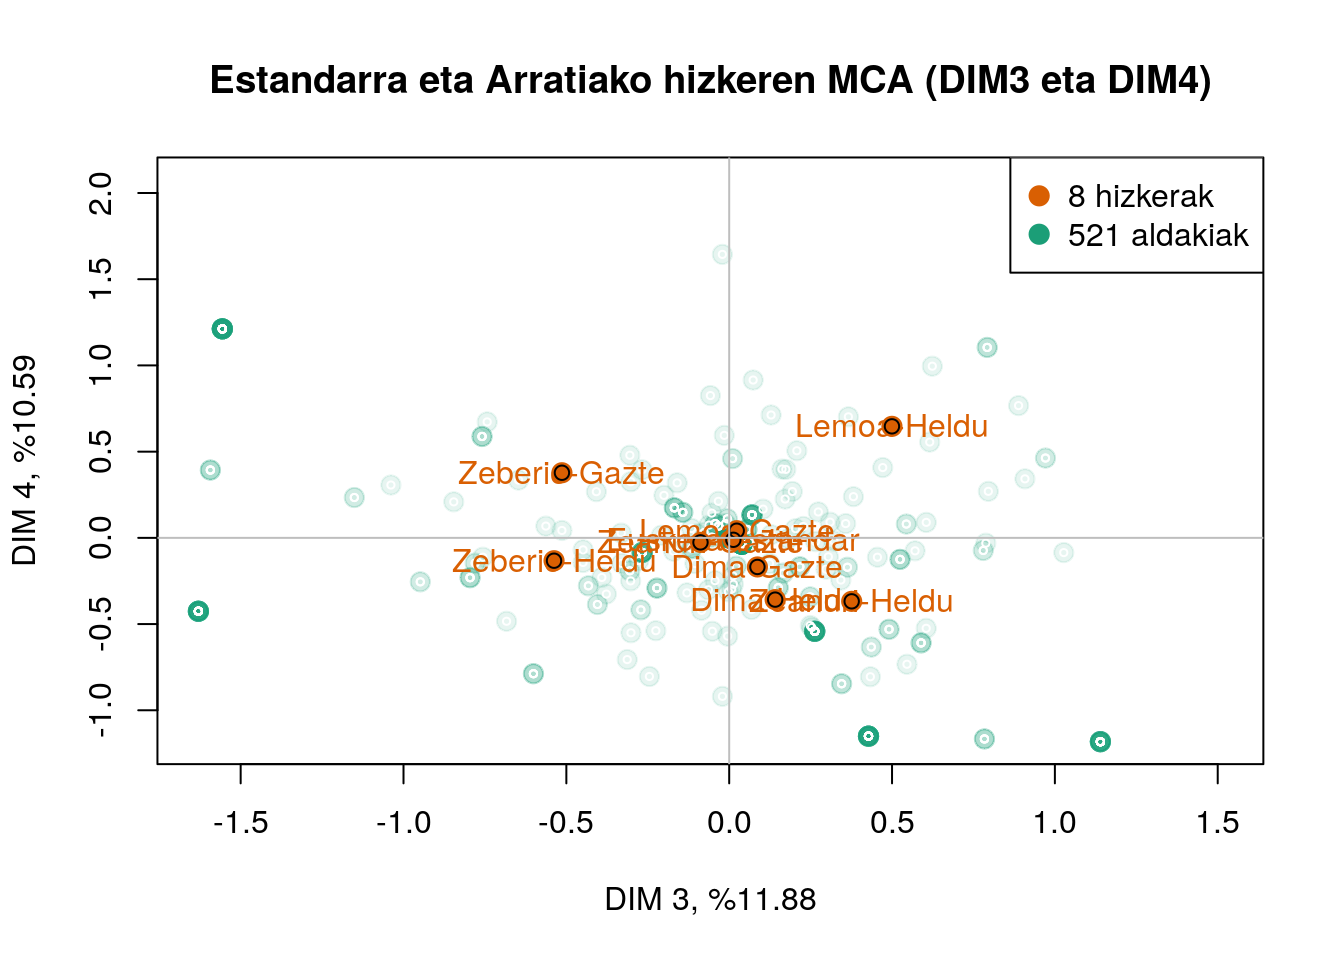 Estandarra eta Arratiako hizkeren MCA (DIM3 eta DIM4)
8 hizkerak
521 aldakiak
DIM 4, %10.59
2.0
1.5
1.0
0.5
0.0
-0.5
-1.0
Lemoa-Heldu
Zeberio-Gazte
Lemoa-Gazte
Zeberio-Heldu
Dima-Gazte
Dima-Heldu
Zeanuri-Heldu
-1.5
-1.0
-0.5
0.0
0.5
1.0
1.5
DIM 3, %11.88